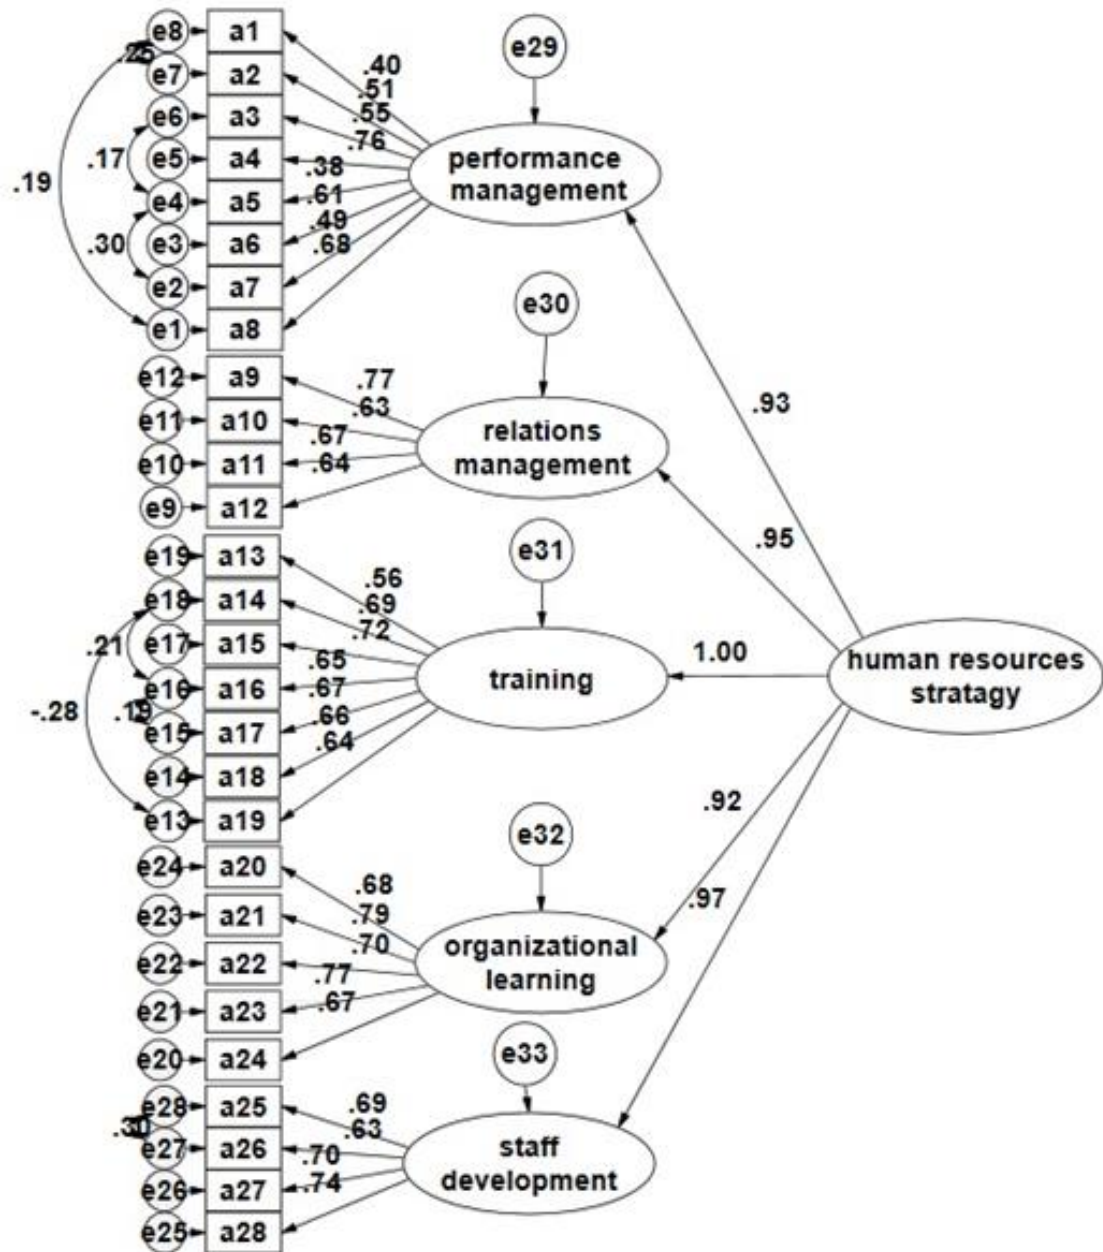 e8 a1
e29
.25
.40
e7 a2
.51
e6 a3
.55
.76
performance
management
.17
e5 a4
.38
.19
e4 a5
.61
.49
.30
e3 a6
.68
e2 a7
e30
e1 a8
e12 a9
.77
.63
.93
e11 a10
relations
management
.67
e10 a11
.64
e9 a12
.95
e19 a13
e31
.56
e18 a14
.69
.72
.21
e17 a15
.65
1.00
human resources
stratagy
training
e16 a16
.67
-.28
.66
e15 a17
.64
e14 a18
e13 a19
.92
e32
e24 a20
.68
.97
e23 a21
.79
.70
organizational
learning
e22 a22
.77
e21 a23
.67
e33
e20 a24
e28 a25
.69
.63
e27 a26
.70
staff
development
e26 a27
.74
e25 a28